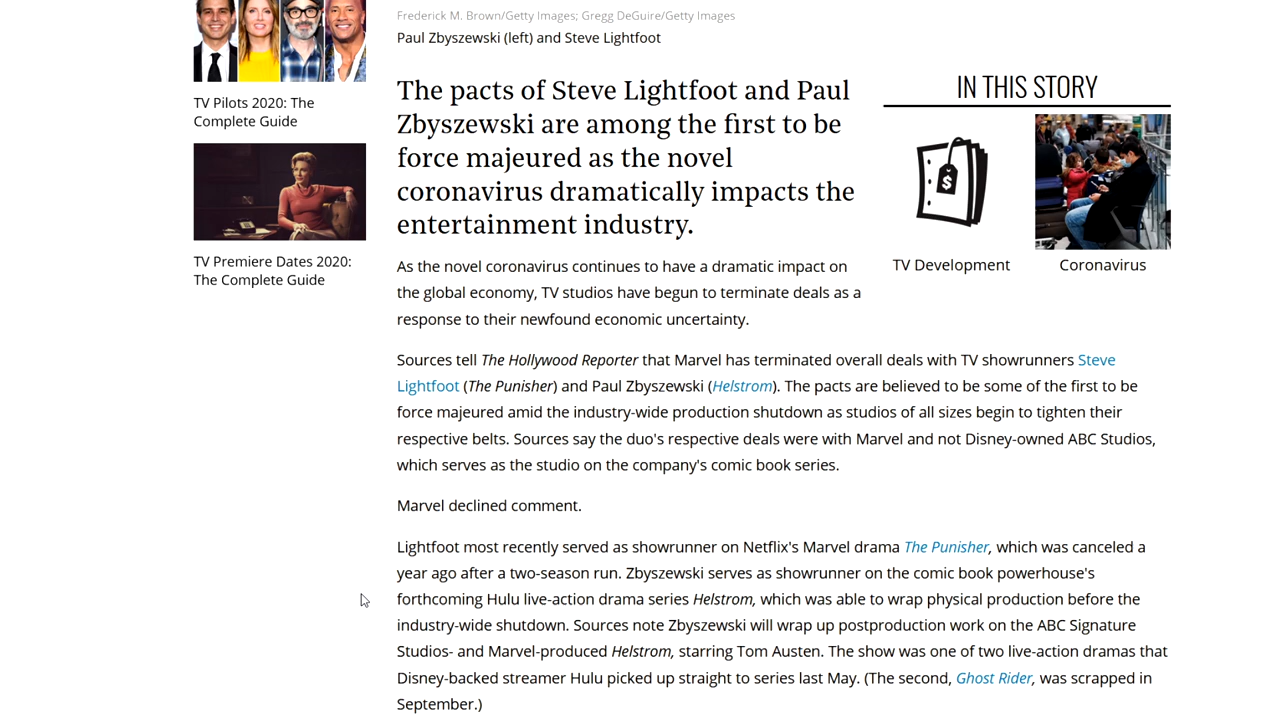 Frederick M. Brown/Getty Images; Gregg DeGuire/Getty Images
Paul Zbyszewski (left) and Steve Lightfoot
TV Pilots 2020: The
Complete Guide
TV Premiere Dates 2020:
The Complete Guide
The pacts of Steve Lightfoot and Paul
Zbyszewski are among the first to be
force majeured as the novel
coronavirus dramatically impacts the
entertainment industry.
IN THIS STORY
$
TV Development
Coronavirus
As the novel coronavirus continues to have a dramatic impact on
the global economy, TV studios have begun to terminate deals as a
response to their newfound economic uncertainty.
Sources tell The Hollywood Reporter that Marvel has terminated overall deals with TV showrunners Steve
Lightfoot (The Punisher) and Paul Zbyszewski (Helstrom). The pacts are believed to be some of the first to be
force majeured amid the industry-wide production shutdown as studios of all sizes begin to tighten their
respective belts. Sources say the duo's respective deals were with Marvel and not Disney-owned ABC Studios,
which serves as the studio on the company's comic book series.
Marvel declined comment.
Lightfoot most recently served as showrunner on Netflix's Marvel drama The Punisher, which was canceled a
year ago after a two-season run. Zbyszewski serves as showrunner on the comic book powerhouse's
forthcoming Hulu live-action drama series Helstrom, which was able to wrap physical production before the
industry-wide shutdown. Sources note Zbyszewski will wrap up postproduction work on the ABC Signature
Studios- and Marvel-produced Helstrom, starring Tom Austen. The show was one of two live-action dramas that
Disney-backed streamer Hulu picked up straight to series last May. (The second, Ghost Rider, was scrapped in
September.)